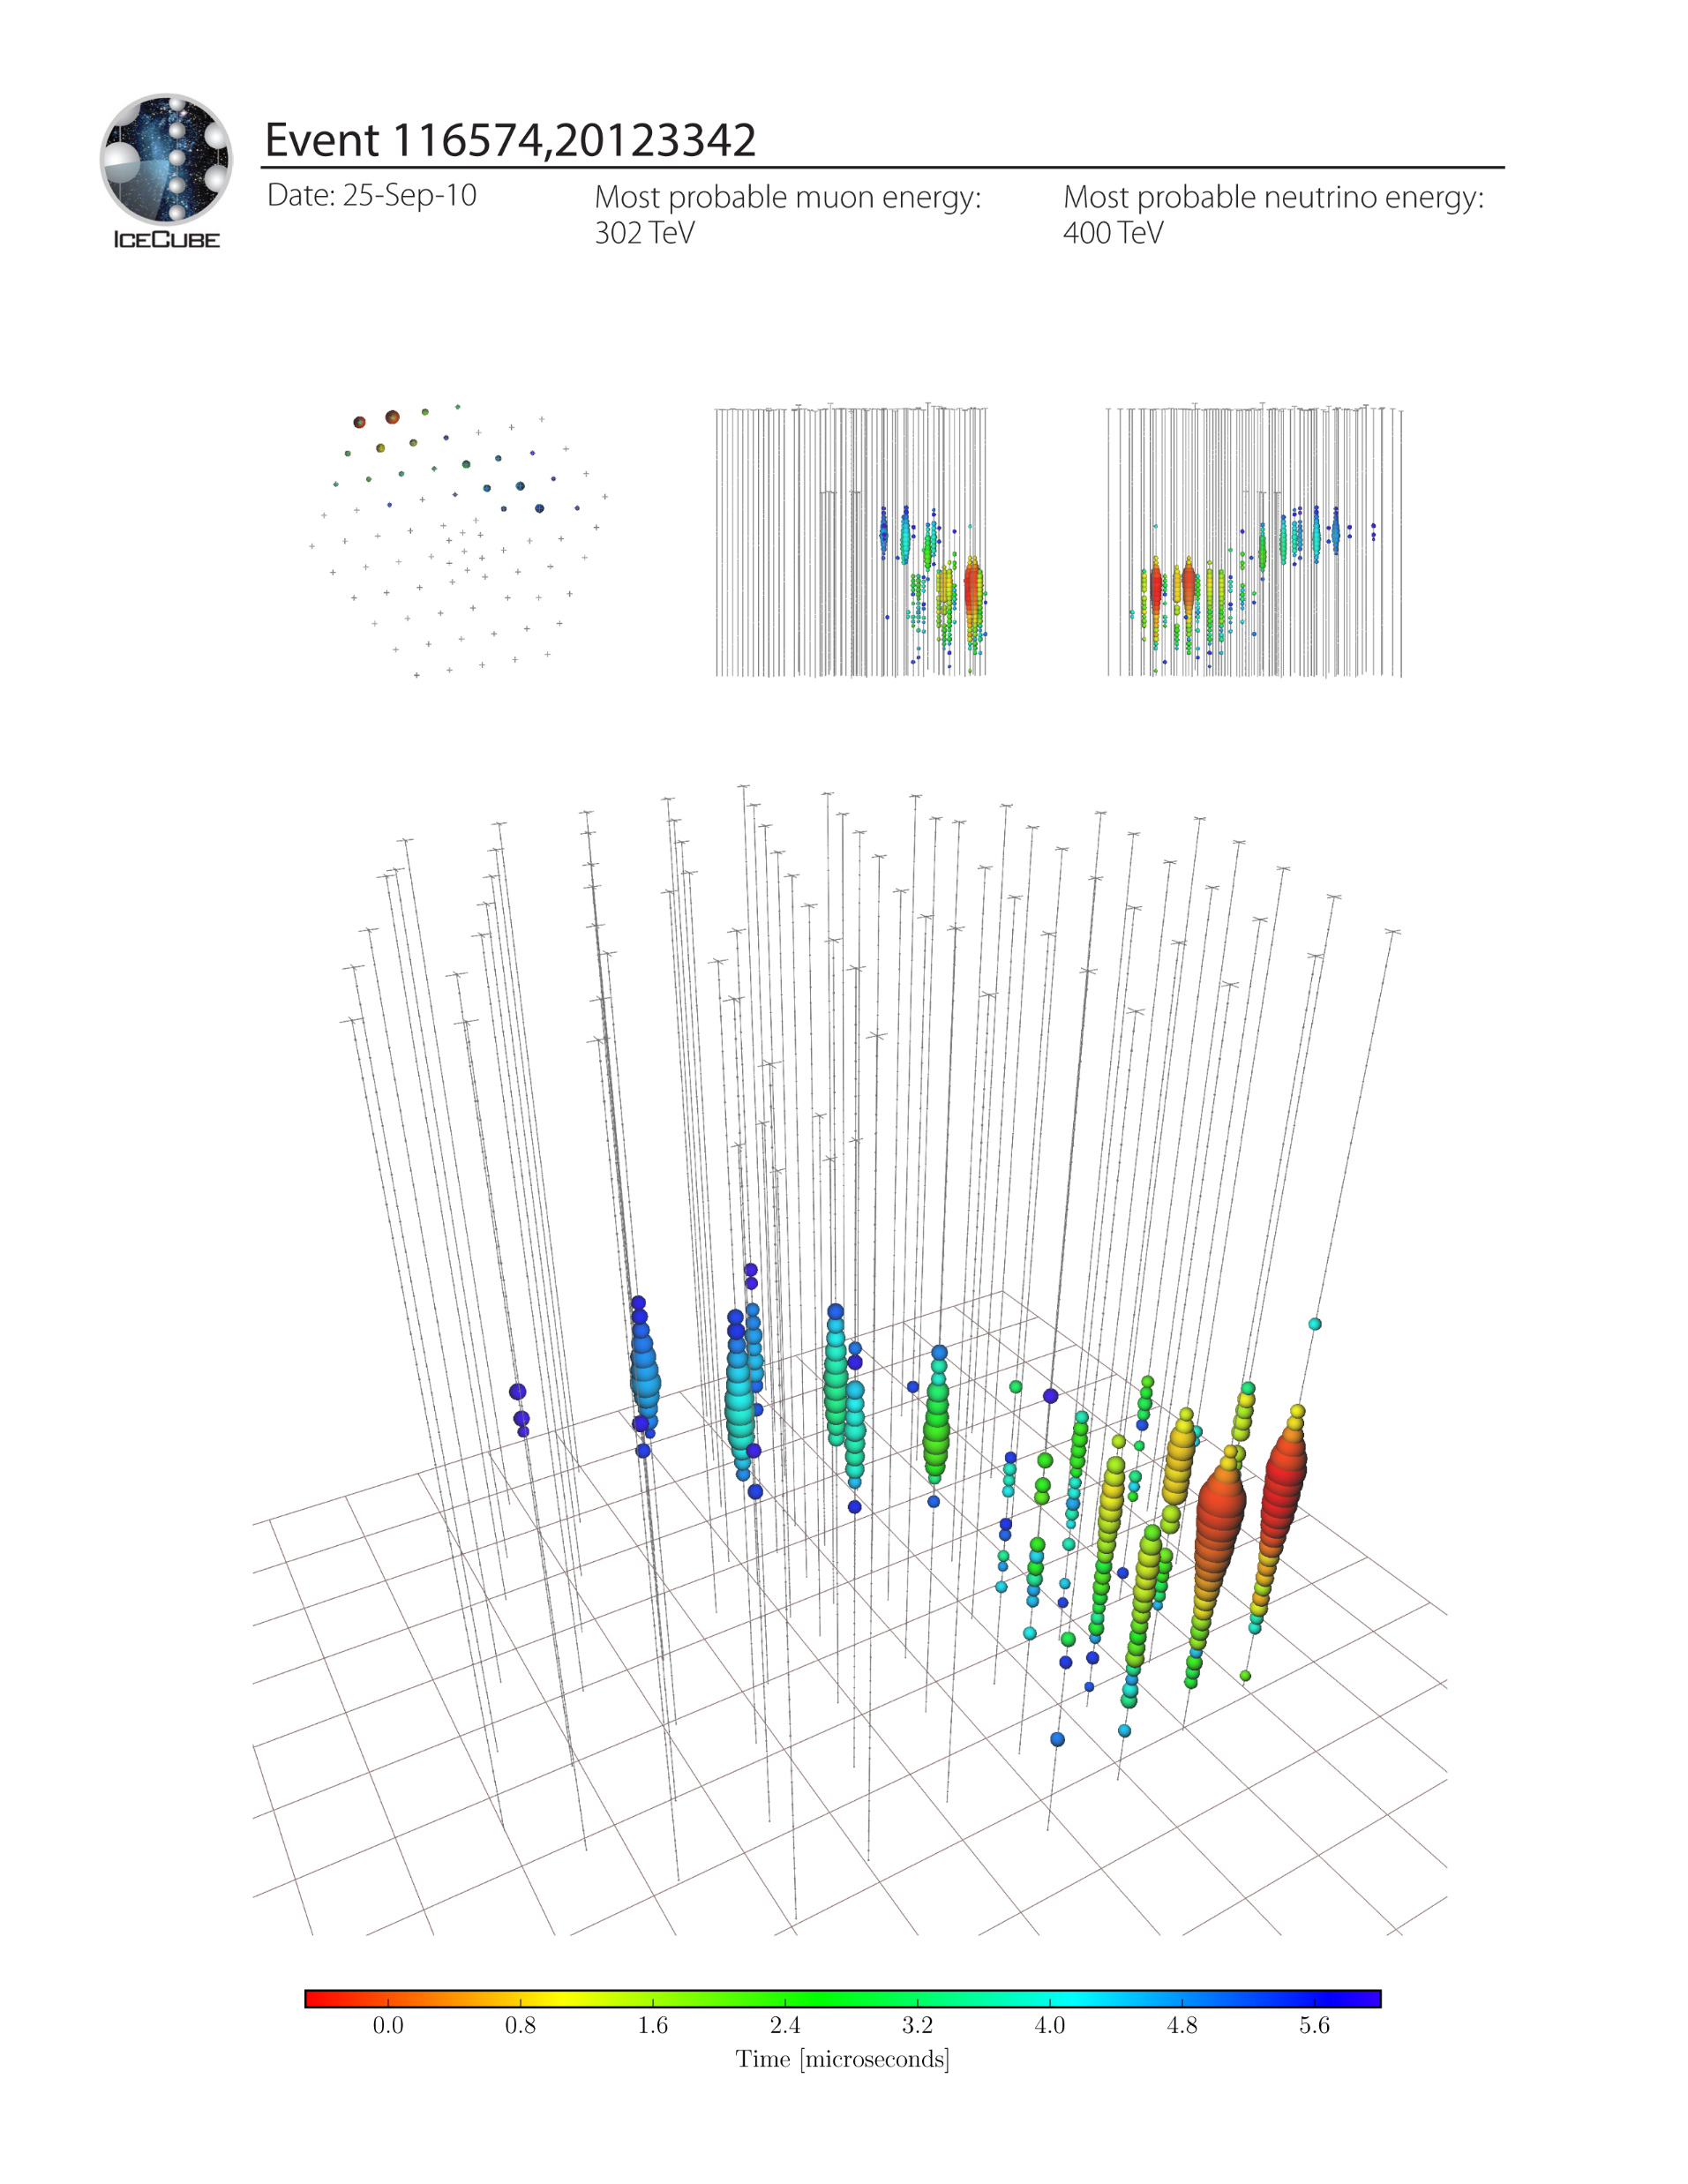 Event 116574,20123342
Date: 25-Sep-10
Most probable muon energy:
302 TeV
Most probable neutrino energy:
400 TeV
ICECUBE
0.0 0.8 1.6 2.4 3.2 4.0 4.8 5.6
Time [microseconds]